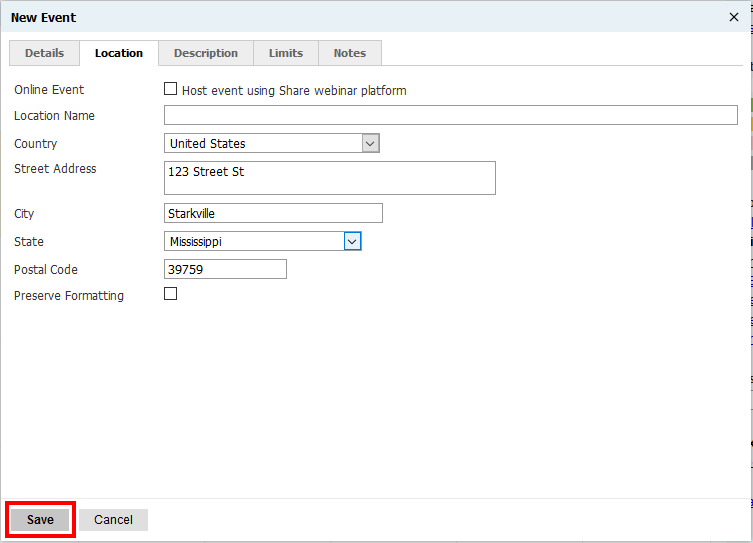 New Event
Details Location Description Limits Notes
Online Event Host event using Share webinar platform
Location Name
Country United States
Street Address 123 Street St
City Starkville
State Mississippi
Postal Code 39759
Preserve Formatting
Save Cancel